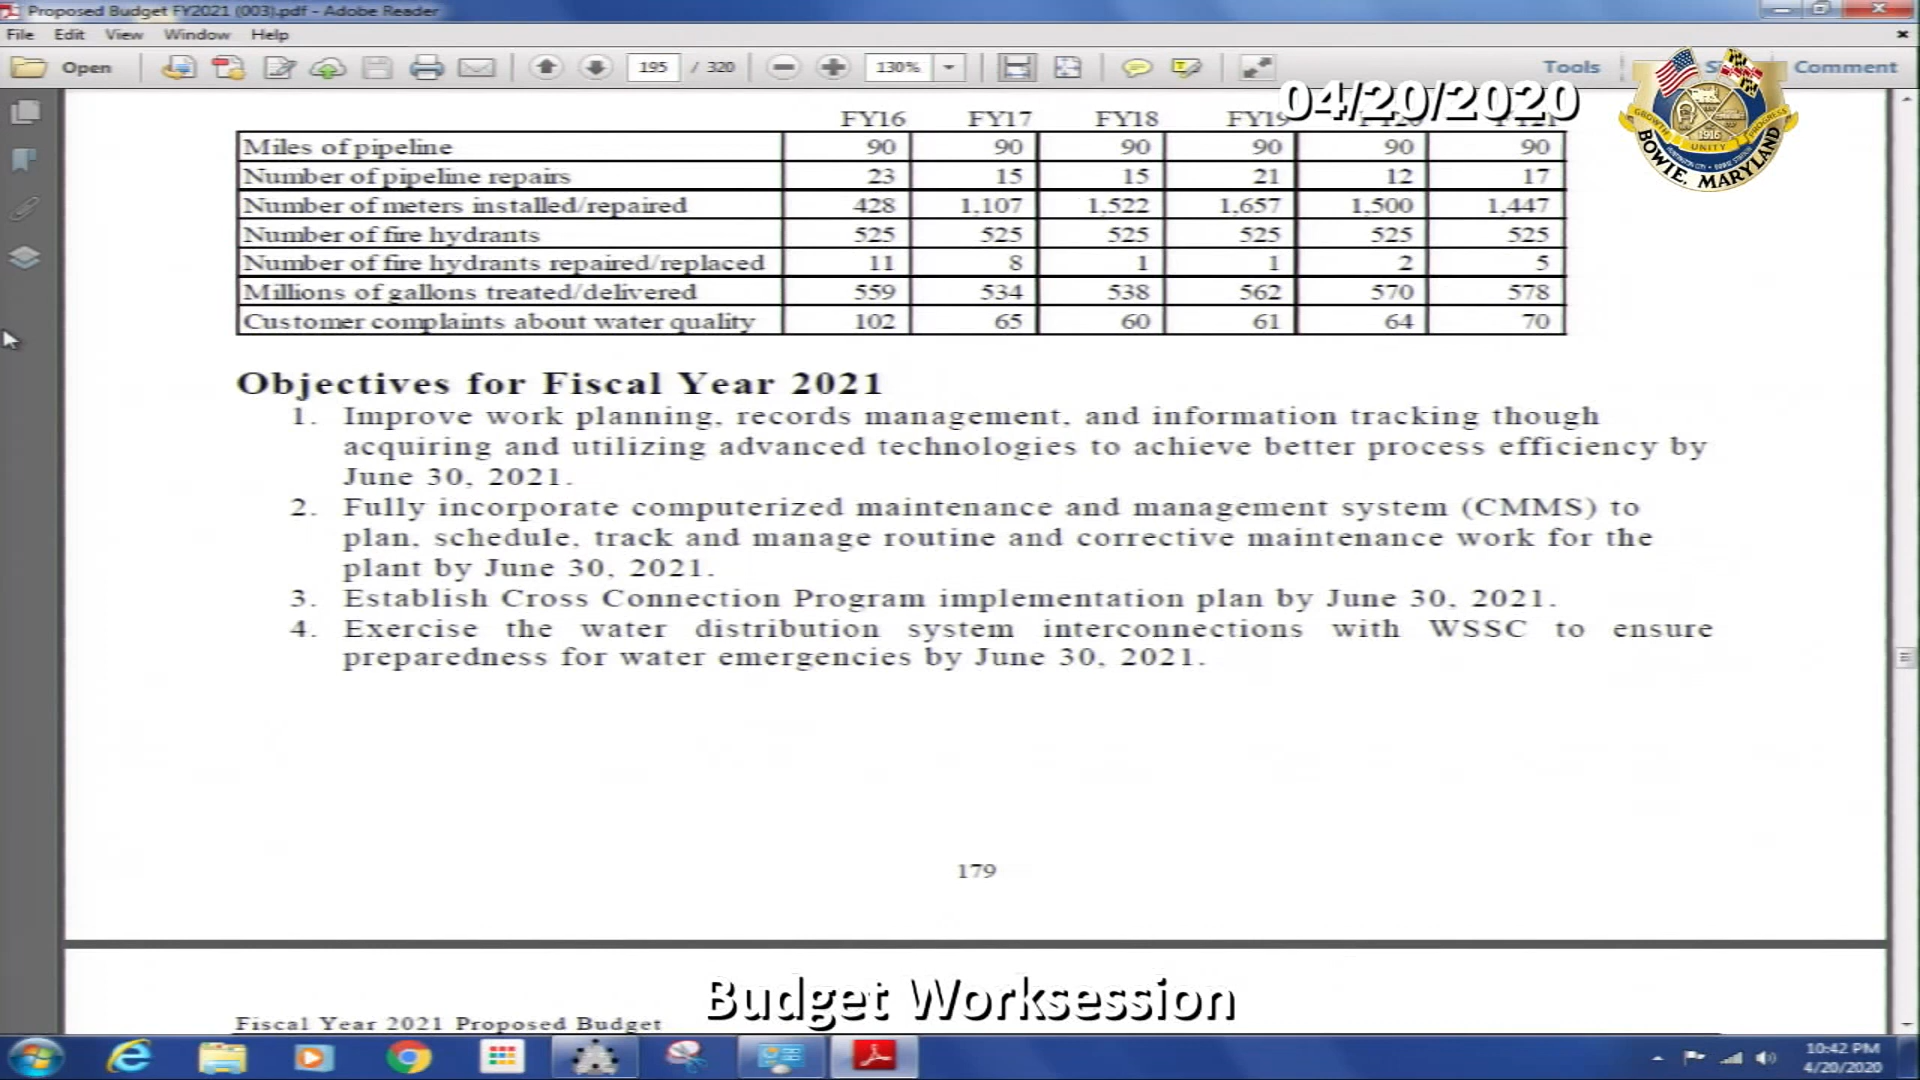 Proposed Budget FY2021 (003).pdf - Adobe Reader
File Edit View Window Help
Open 195 / 320 130% Tools Comment
04/20/2020
FY16 FY17 FY18 FY19
Miles of pipeline 90 90 90 90 90 90
Number of pipeline repairs 23 15 15 21 12 17
Number of meters installed/repaired 428 1,107 1,522 1,657 1,500 1,447
Number of fire hydrants 525 525 525 525 525 525
Number of fire hydrants repaired/replaced 11 8 1 1 2 5
Millions of gallons treated/delivered 559 534 538 562 570 578
Customer complaints about water quality 102 65 60 61 64 70
GROWTH UNITY PROGRESS
1916
BOWIE, MARYLAND
Objectives for Fiscal Year 2021
1. Improve work planning, records management, and information tracking though
acquiring and utilizing advanced technologies to achieve better process efficiency by
June 30, 2021.
2. Fully incorporate computerized maintenance and management system (CMMS) to
plan, schedule, track and manage routine and corrective maintenance work for the
plant by June 30, 2021.
3. Establish Cross Connection Program implementation plan by June 30, 2021.
4. Exercise the water distribution system interconnections with WSSC to ensure
preparedness for water emergencies by June 30, 2021.
179
Budget Worksession
Fiscal Year 2021 Proposed Budget
10:42 PM
4/20/2020